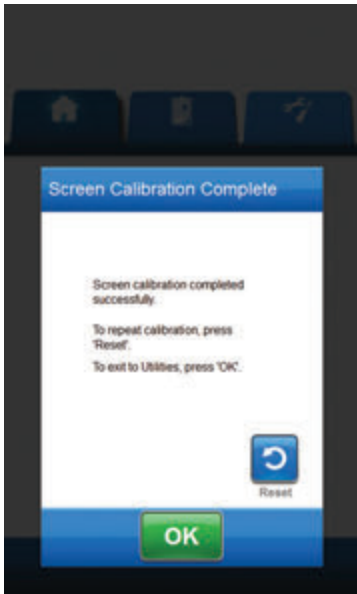 Screen Calibration Complete
Screen calibration completed
successfully.
To repeat calibration, press
'Reset'.
To exit to Utilities, press 'OK'.
Reset
OK